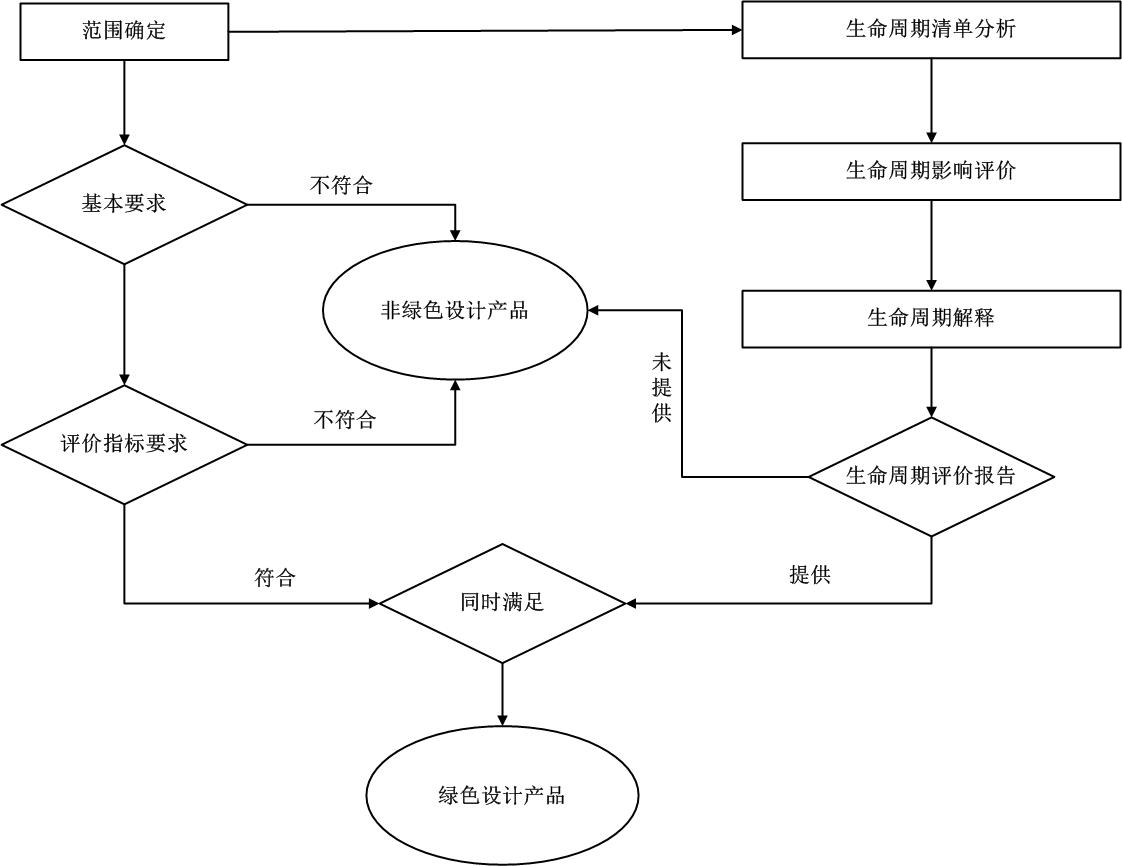 范围确定
生命周期清单分析
生命周期影响评价
不符合
基本要求
非绿色设计产品
生命周期解释
未
提
供
不符合
评价指标要求
生命周期评价报告
符合
同时满足
提供
绿色设计产品